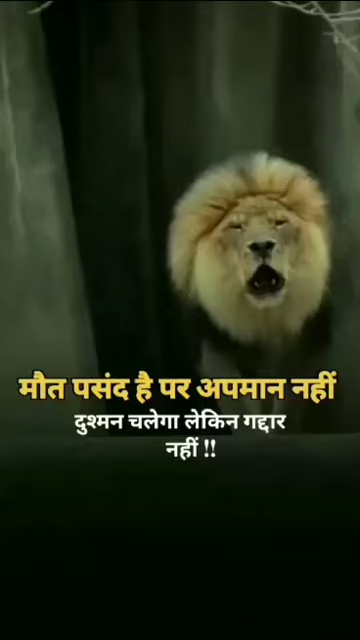 मौत पसंद है पर अपमान नहीं
दुश्मन चलेगा लेकिन गद्दार
नहीं !!